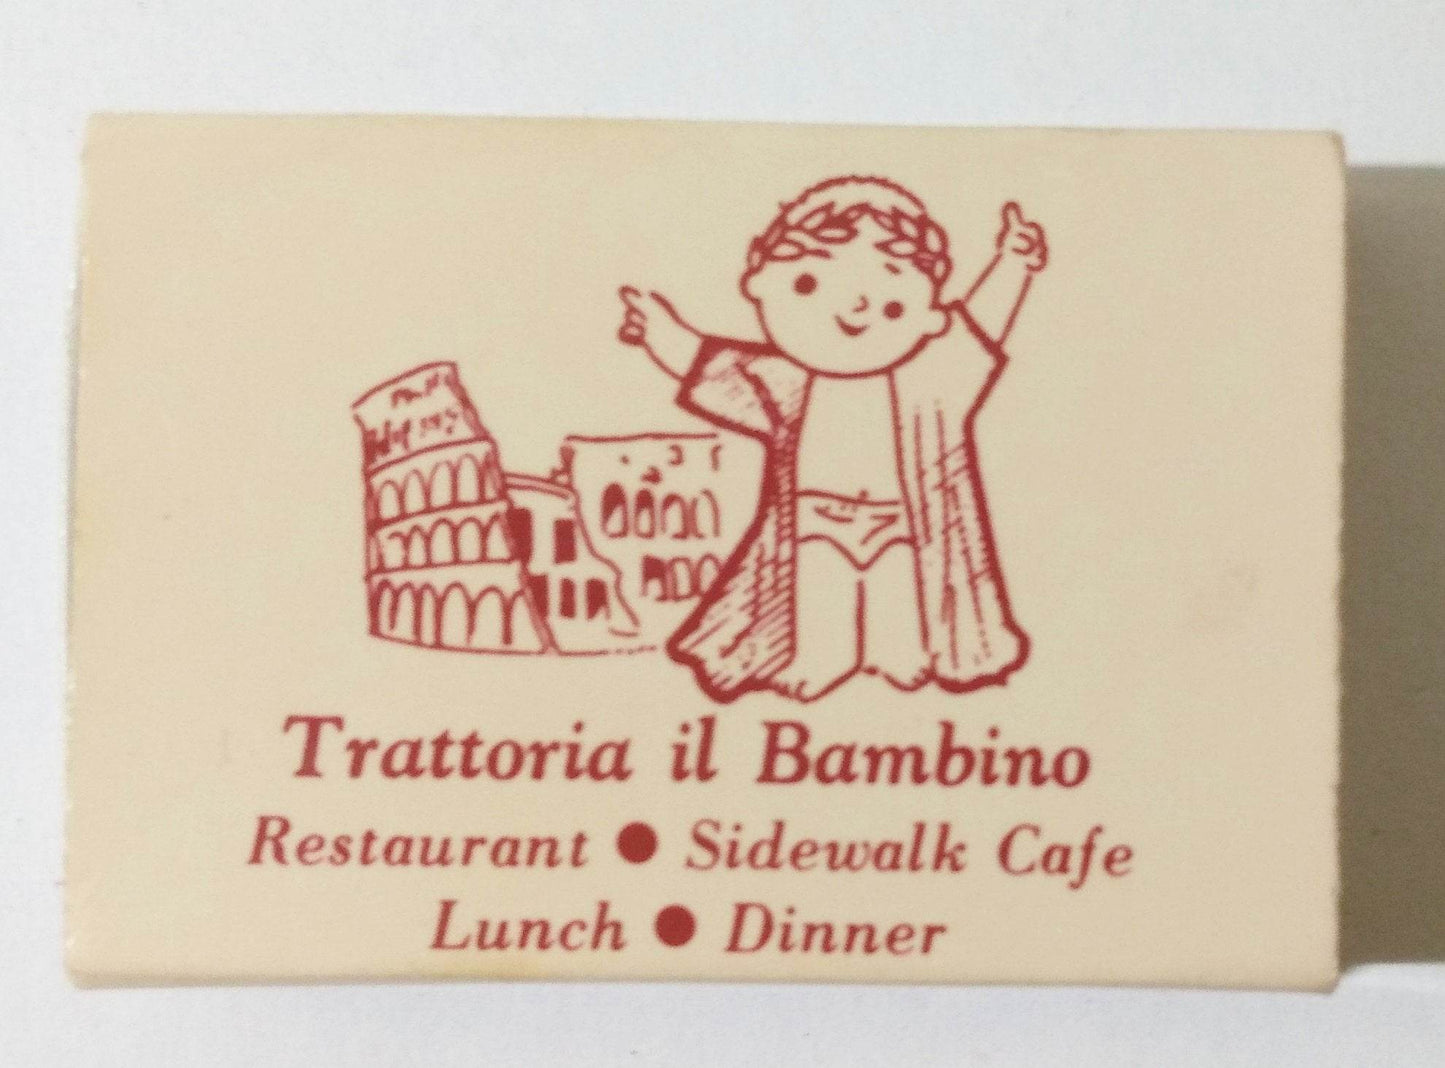 Trattoria il Bambino
Restaurant ● Sidewalk Cafe
Lunch ● Dinner